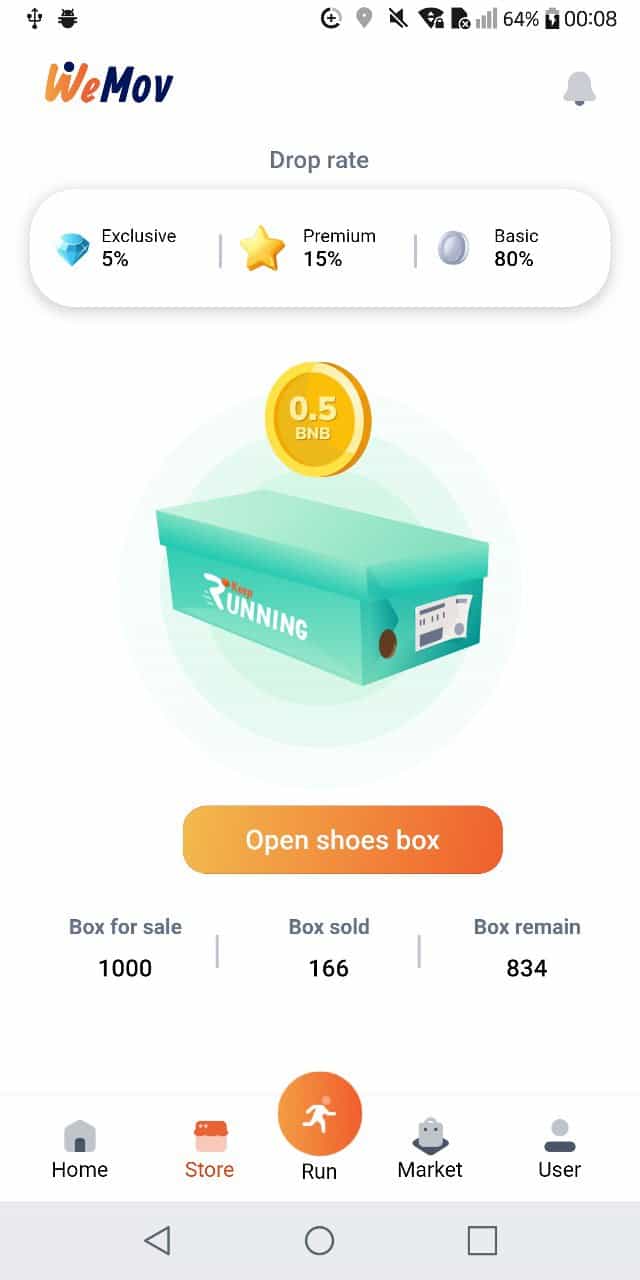 64% 00:08
WeMov
Drop rate
Exclusive
5%
Premium
15%
Basic
80%
0.5
BNB
Keep
RUNNING
Open shoes box
Box for sale
1000
Box sold
166
Box remain
834
Home
Store
Run
Market
User